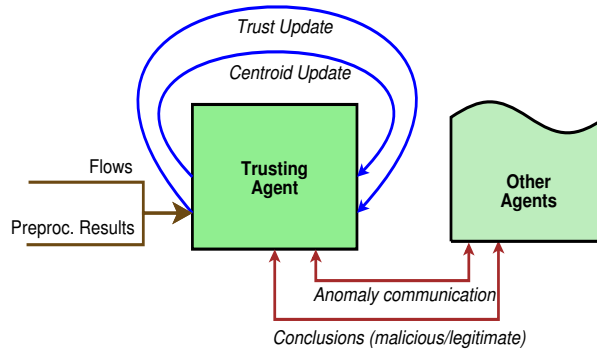 Trust Update
Centroid Update
Flows
Preproc. Results
Trusting
Agent
Other
Agents
Anomaly communication
Conclusions (malicious/legitimate)